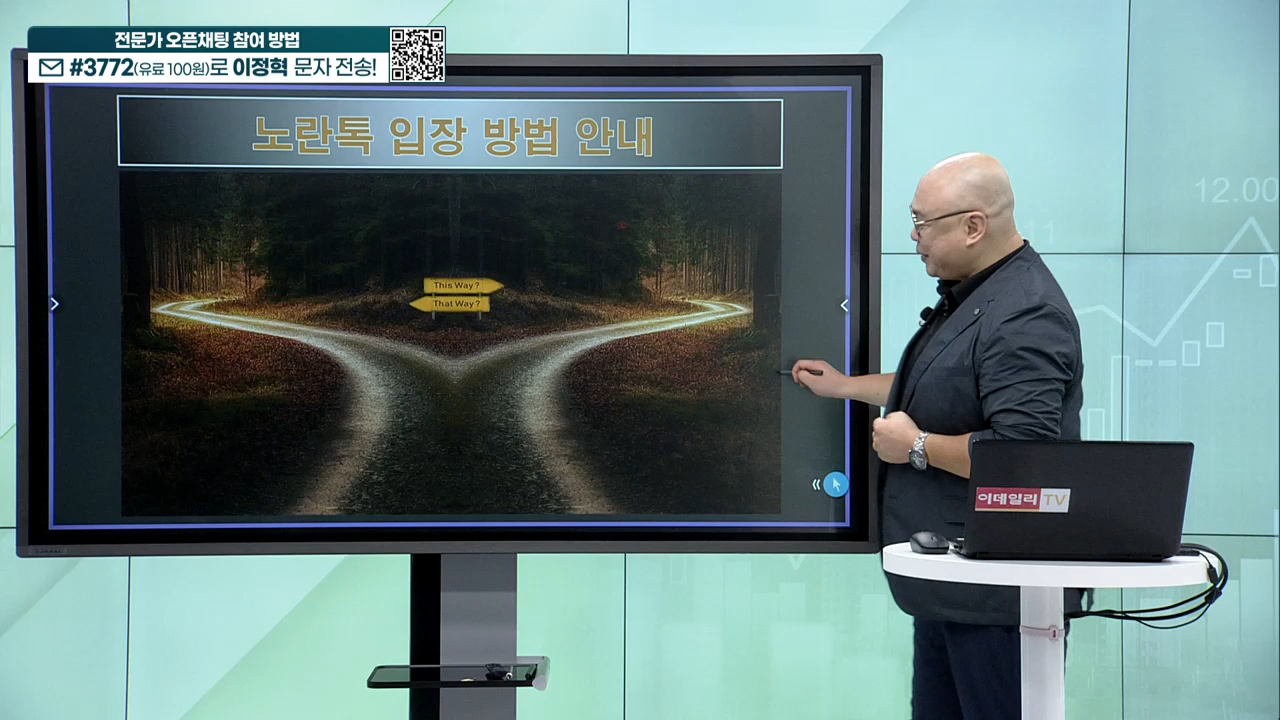 전문가 오픈채팅 참여 방법
#3772(유료 100원)로 이정혁 문자 전송!
노란톡 입장 방법 안내
This Way?
That Way?
12.00
이데일리 TV